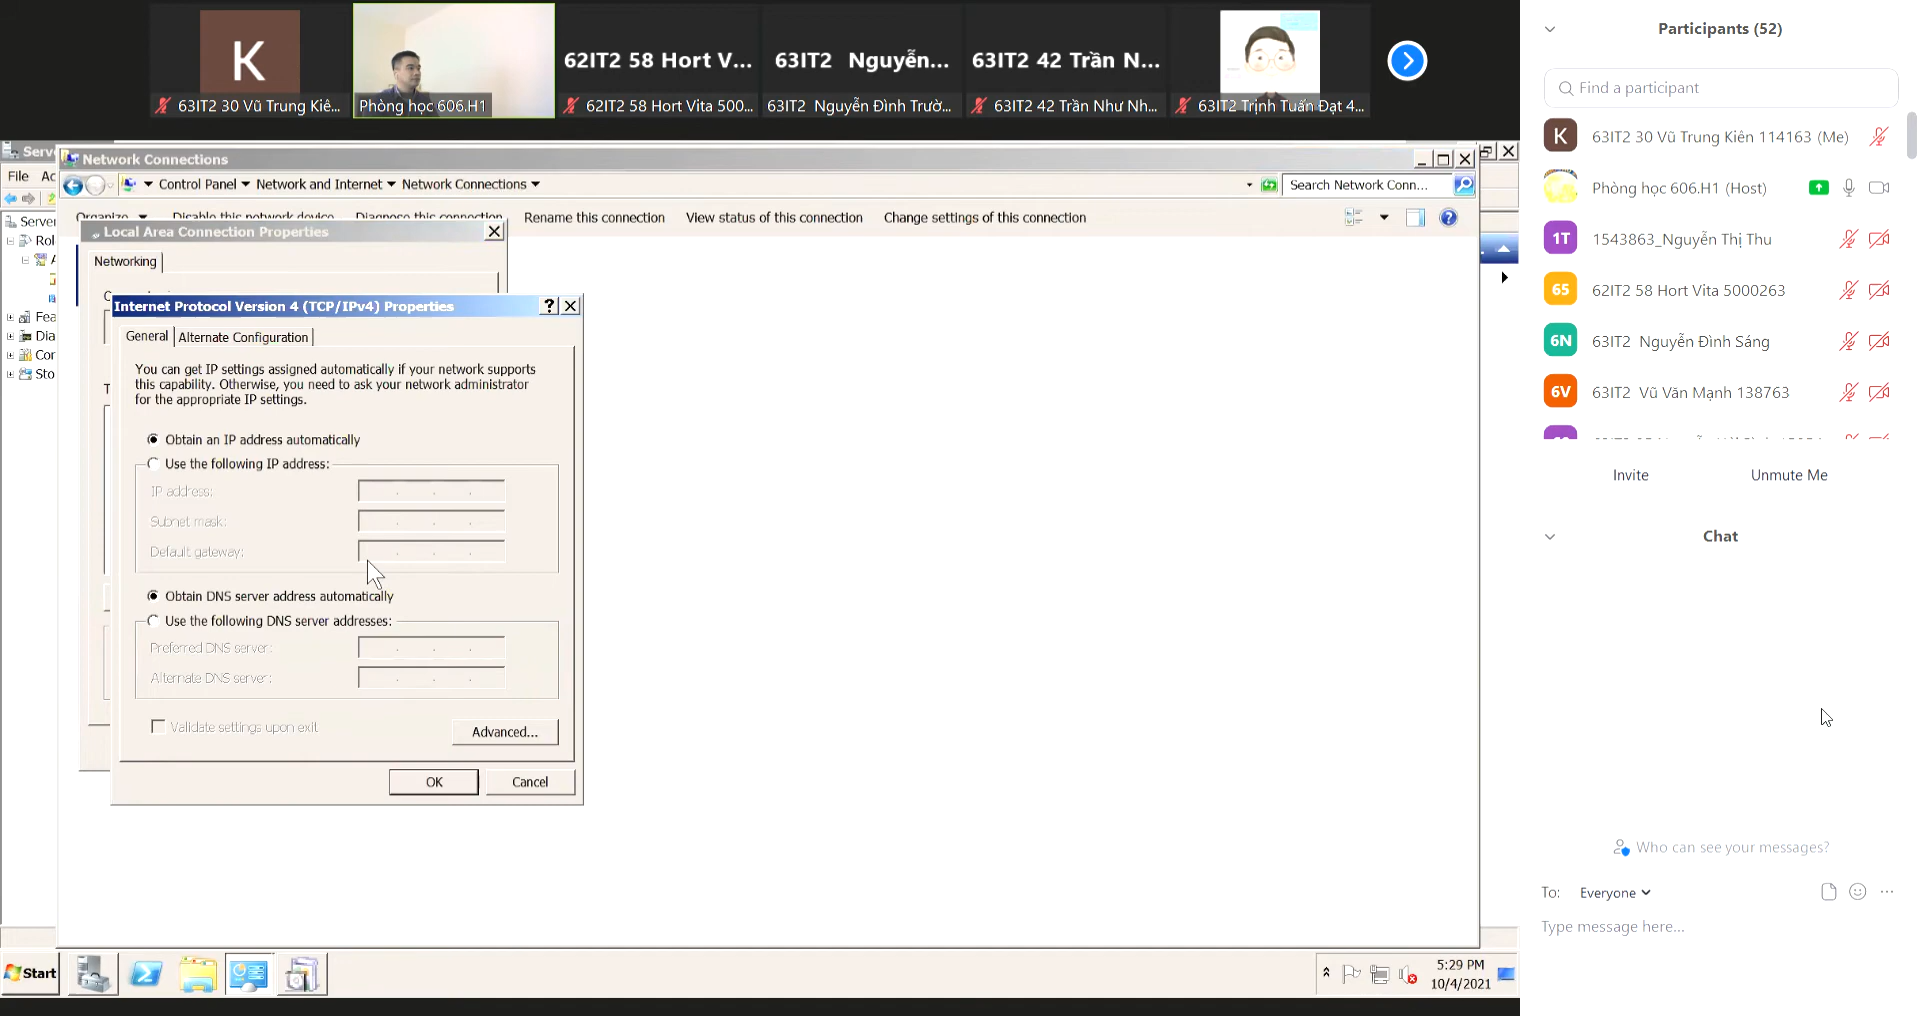 K
62IT2 58 Hort V...
63IT2 Nguyễn...
63IT2 42 Trần N...
63IT2 30 Vũ Trung Kiê...
Phòng học 606.H1
62IT2 58 Hort Vita 500...
63IT2 Nguyễn Đình Trườ...
63IT2 42 Trần Như Nh...
63IT2 Trịnh Tuấn Đạt 4...
Network Connections
File
Control Panel
Network and Internet
Network Connections
Search Network Conn...
Organize
Disable this network device
Diagnose this connection
Rename this connection
View status of this connection
Change settings of this connection
Server
Rol
Fea
Dia
Cor
Sto
Local Area Connection Properties
Networking
Internet Protocol Version 4 (TCP/IPv4) Properties
General
Alternate Configuration
You can get IP settings assigned automatically if your network supports
this capability. Otherwise, you need to ask your network administrator
for the appropriate IP settings.
Obtain an IP address automatically
Use the following IP address:
IP address:
Subnet mask:
Default gateway:
Obtain DNS server address automatically
Use the following DNS server addresses:
Preferred DNS server:
Alternate DNS server:
Validate settings upon exit
Advanced...
OK
Cancel
Start
5:29 PM
10/4/2021
Participants (52)
Find a participant
K
63IT2 30 Vũ Trung Kiên 114163 (Me)
Phòng học 606.H1 (Host)
1T
1543863_Nguyễn Thị Thu
65
62IT2 58 Hort Vita 5000263
6N
63IT2 Nguyễn Đình Sáng
6V
63IT2 Vũ Văn Mạnh 138763
Invite
Unmute Me
Chat
Who can see your messages?
To:
Everyone
Type message here...